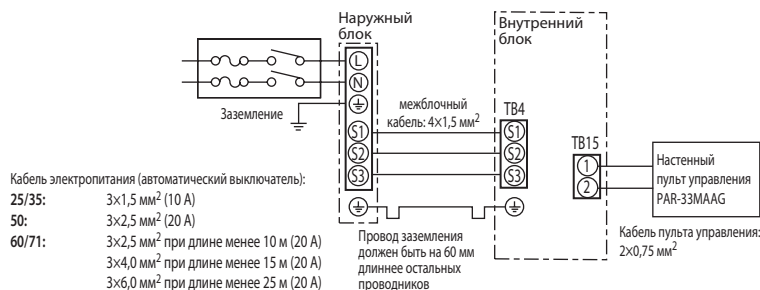 Наружный
блок
Внутренний
блок
L
N
Заземление
межблочный
кабель: 4×1,5 мм²
TB4
S1
S2
S3
S1
S2
S3
TB15
1
2
Настенный
пульт управления
PAR-33MAAG
Кабель пульта управления:
2×0,75 мм²
Провод заземления
должен быть на 60 мм
длиннее остальных
проводников
Кабель электропитания (автоматический выключатель):
25/35: 3×1,5 мм² (10 А)
50: 3×2,5 мм² (20 А)
60/71: 3×2,5 мм² при длине менее 10 м (20 А)
3×4,0 мм² при длине менее 15 м (20 А)
3×6,0 мм² при длине менее 25 м (20 А)